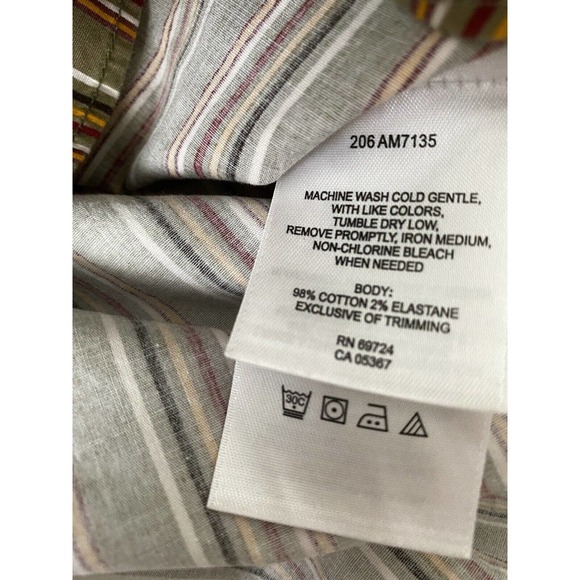 206 AM7135
MACHINE WASH COLD GENTLE,
WITH LIKE COLORS,
TUMBLE DRY LOW,
REMOVE PROMPTLY, IRON MEDIUM,
NON-CHLORINE BLEACH
WHEN NEEDED
BODY:
98% COTTON 2% ELASTANE
EXCLUSIVE OF TRIMMING
RN 69724
CA 05367
30C